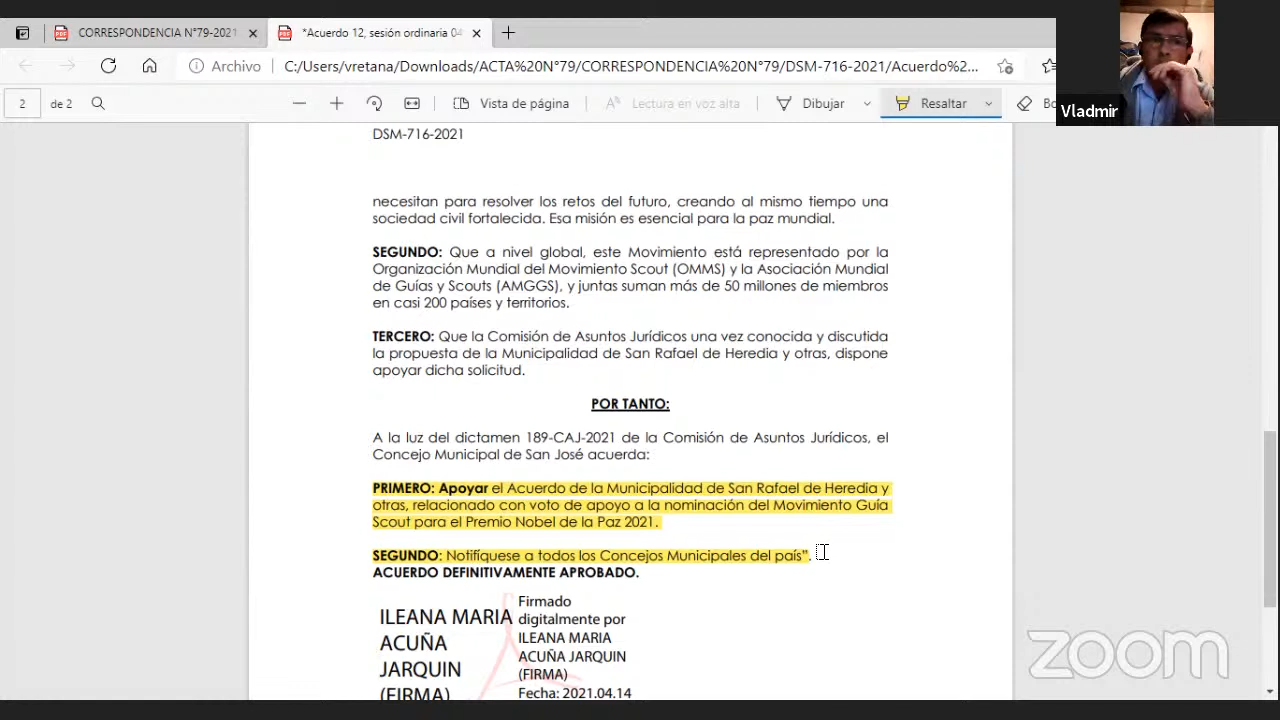 CORRESPONDENCIA N°79-2021
*Acuerdo 12, sesión ordinaria 04
Archivo
C:/Users/vretana/Downloads/ACTA%20N°79/CORRESPONDENCIA%20N°79/DSM-716-2021/Acuerdo%2...
2 de 2
Vista de página
Lectura en voz alta
Dibujar
Resaltar
Bo
Vladmir
DSM-716-2021
necesitan para resolver los retos del futuro, creando al mismo tiempo una
sociedad civil fortalecida. Esa misión es esencial para la paz mundial.
SEGUNDO: Que a nivel global, este Movimiento está representado por la
Organización Mundial del Movimiento Scout (OMMS) y la Asociación Mundial
de Guías y Scouts (AMGGS), y juntas suman más de 50 millones de miembros
en casi 200 países y territorios.
TERCERO: Que la Comisión de Asuntos Jurídicos una vez conocida y discutida
la propuesta de la Municipalidad de San Rafael de Heredia y otras, dispone
apoyar dicha solicitud.
POR TANTO:
A la luz del dictamen 189-CAJ-2021 de la Comisión de Asuntos Jurídicos, el
Concejo Municipal de San José acuerda:
PRIMERO: Apoyar el Acuerdo de la Municipalidad de San Rafael de Heredia y
otras, relacionado con voto de apoyo a la nominación del Movimiento Guía
Scout para el Premio Nobel de la Paz 2021.
SEGUNDO: Notifíquese a todos los Concejos Municipales del país".
ACUERDO DEFINITIVAMENTE APROBADO.
ILEANA MARIA
ACUÑA
JARQUIN
(FIRMA)
Firmado
digitalmente por
ILEANA MARIA
ACUÑA JARQUIN
(FIRMA)
Fecha: 2021.04.14
zoom